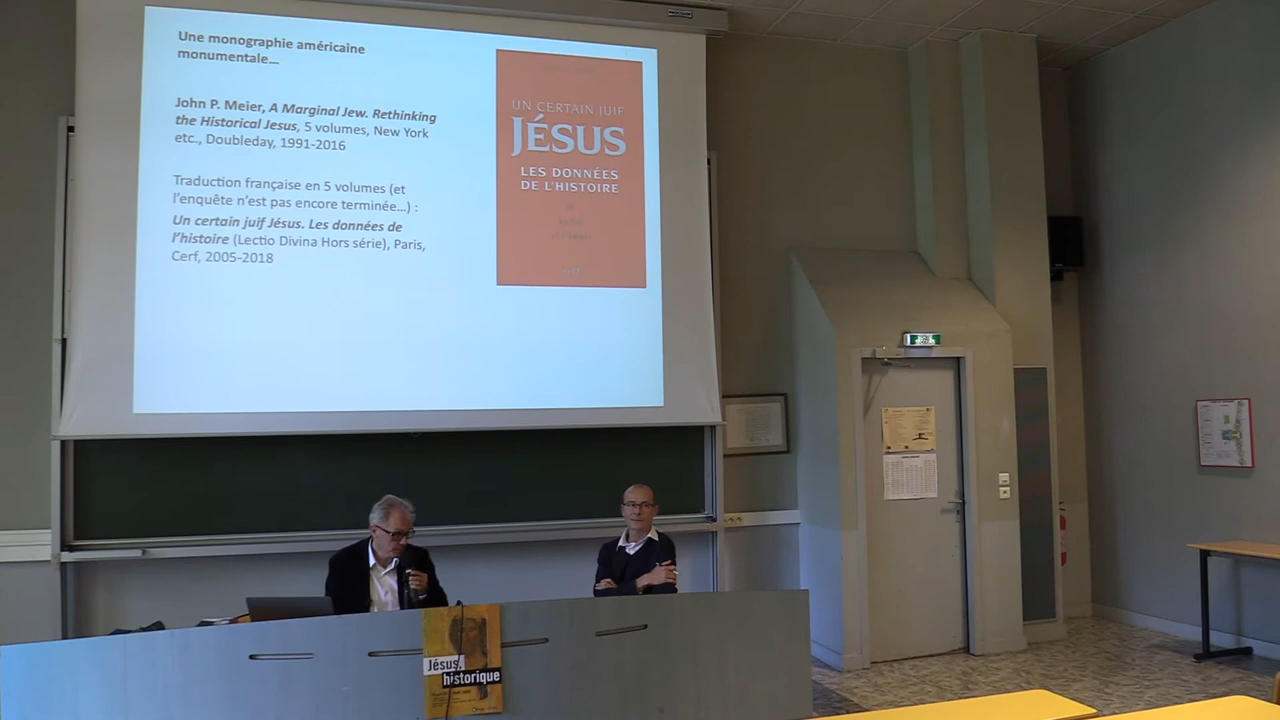 Une monographie américaine
monumentale…
John P. Meier, A Marginal Jew. Rethinking
the Historical Jesus, 5 volumes, New York
etc., Doubleday, 1991-2016
Traduction française en 5 volumes (et
l’enquête n’est pas encore terminée…) :
Un certain juif Jésus. Les données de
l’histoire (Lectio Divina Hors série), Paris,
Cerf, 2005-2018
UN CERTAIN JUIF
JÉSUS
LES DONNÉES
DE L'HISTOIRE
Jésus,
historique